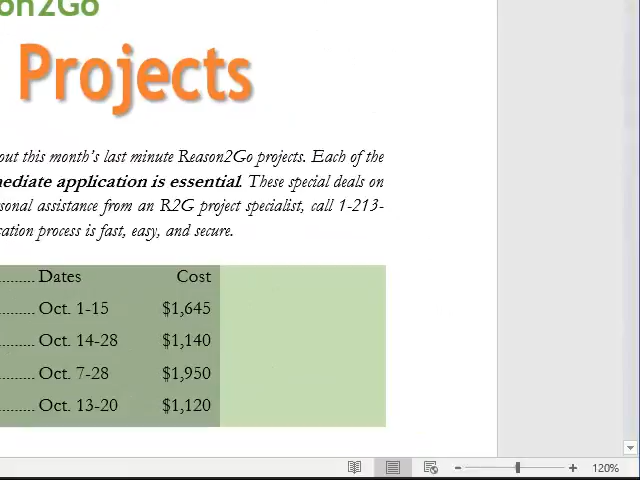 on2Go
Projects
out this month's last minute Reason2Go projects. Each of the
mediate application is essential. These special deals on
sonal assistance from an R2G project specialist, call 1-213-
cation process is fast, easy, and secure.
......... Dates Cost
......... Oct. 1-15 $1,645
......... Oct. 14-28 $1,140
......... Oct. 7-28 $1,950
......... Oct. 13-20 $1,120
120%